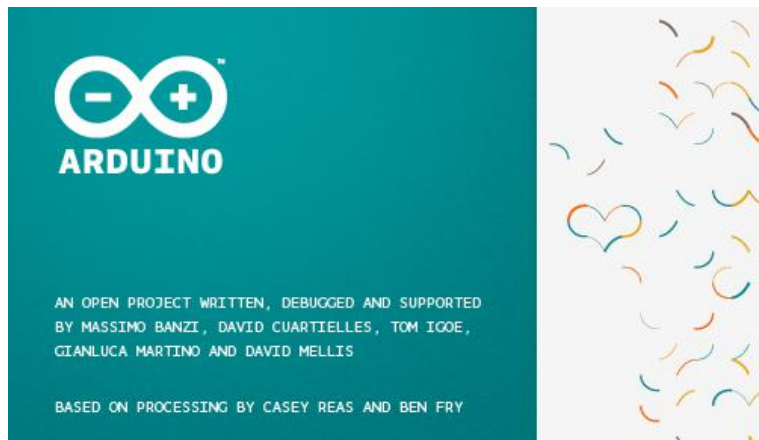 ARDUINO
AN OPEN PROJECT WRITTEN, DEBUGGED AND SUPPORTED
BY MASSIMO BANZI, DAVID CUARTIELLES, TOM IGOE,
GIANLUCA MARTINO AND DAVID MELLIS
BASED ON PROCESSING BY CASEY REAS AND BEN FRY